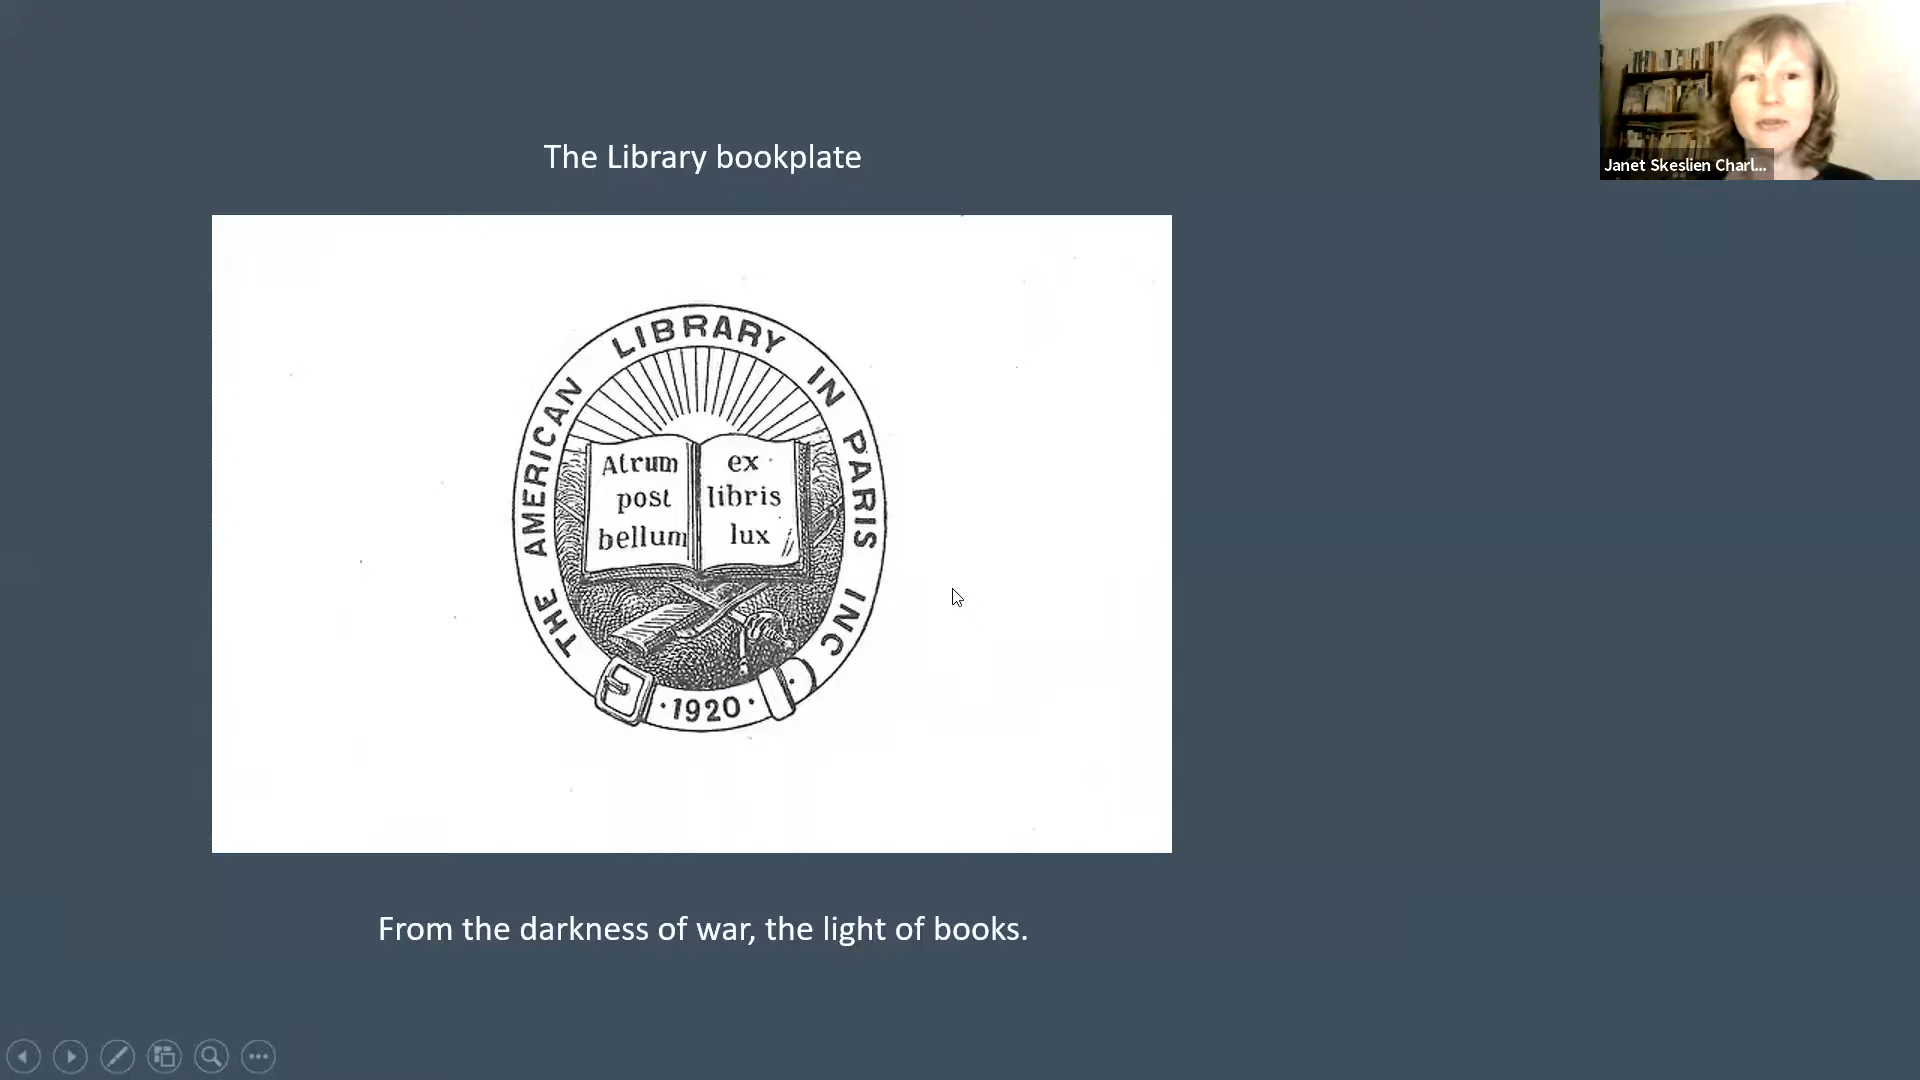 The Library bookplate
Janet Skeslien Charl...
THE AMERICAN LIBRARY IN PARIS INC
Atrum
post
bellum
ex
libris
lux
·1920·
From the darkness of war, the light of books.